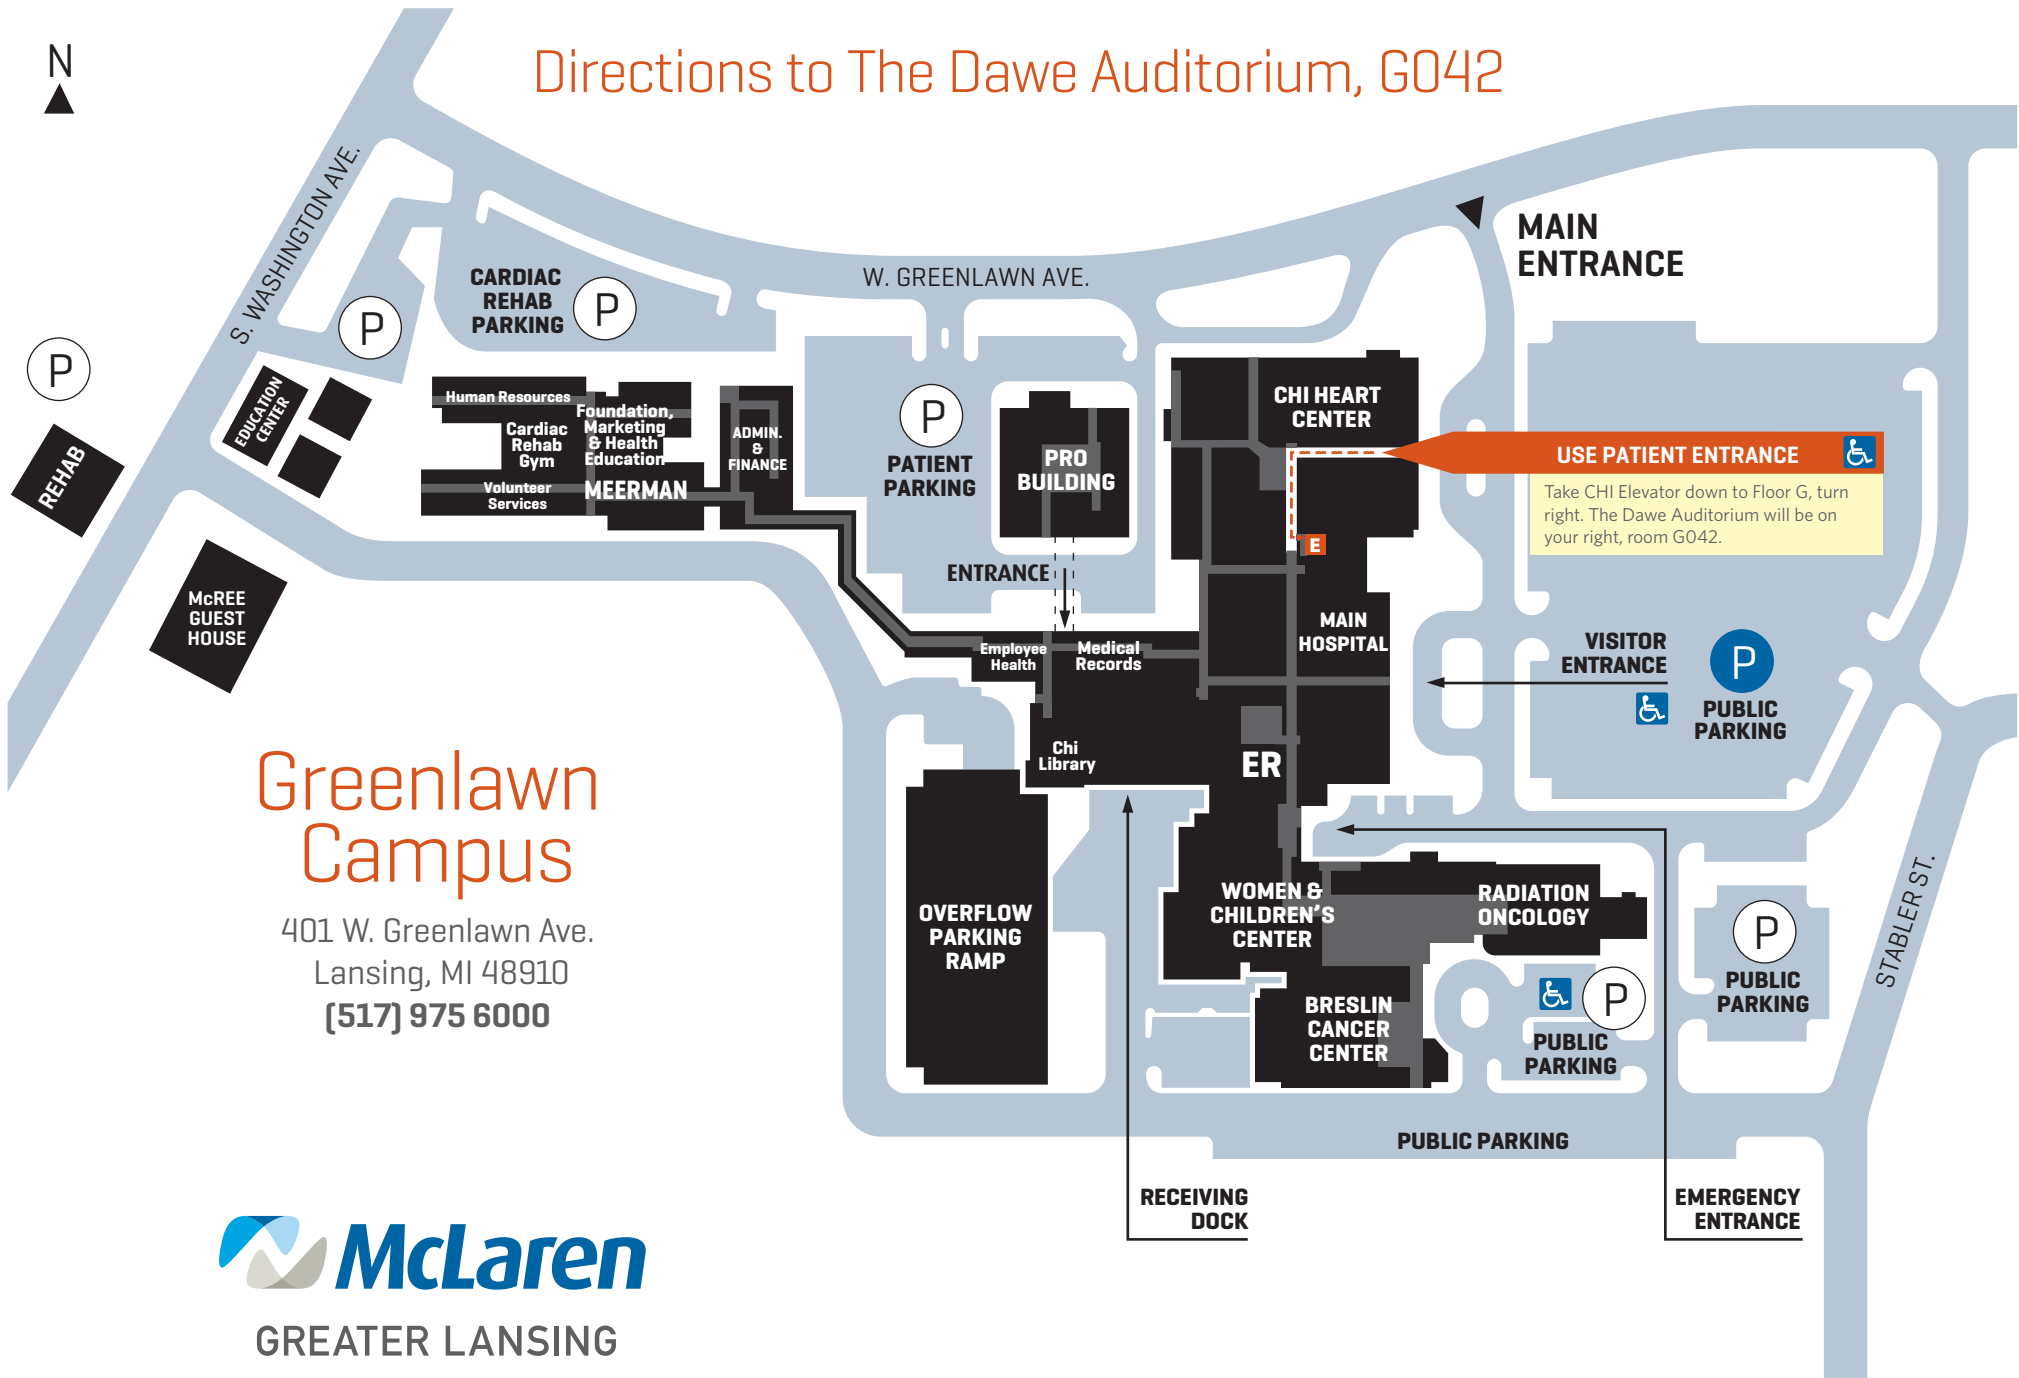 N
Directions to The Dawe Auditorium, G042
S. WASHINGTON AVE.
W. GREENLAWN AVE.
MAIN
ENTRANCE
CARDIAC
REHAB
PARKING
P
P
P
REHAB
EDUCATION
CENTER
McREE
GUEST
HOUSE
Human Resources
Foundation,
Marketing
& Health
Education
Cardiac
Rehab
Gym
Volunteer
Services
MEERMAN
ADMIN.
&
FINANCE
P
PATIENT
PARKING
PRO
BUILDING
ENTRANCE
CHI HEART
CENTER
USE PATIENT ENTRANCE
Take CHI Elevator down to Floor G, turn
right. The Dawe Auditorium will be on
your right, room G042.
E
MAIN
HOSPITAL
Employee
Health
Medical
Records
VISITOR
ENTRANCE
P
PUBLIC
PARKING
Chi
Library
ER
Greenlawn
Campus
401 W. Greenlawn Ave.
Lansing, MI 48910
(517) 975 6000
OVERFLOW
PARKING
RAMP
WOMEN &
CHILDREN'S
CENTER
RADIATION
ONCOLOGY
BRESLIN
CANCER
CENTER
P
PUBLIC
PARKING
P
PUBLIC
PARKING
STABLER ST.
PUBLIC PARKING
RECEIVING
DOCK
EMERGENCY
ENTRANCE
McLaren
GREATER LANSING